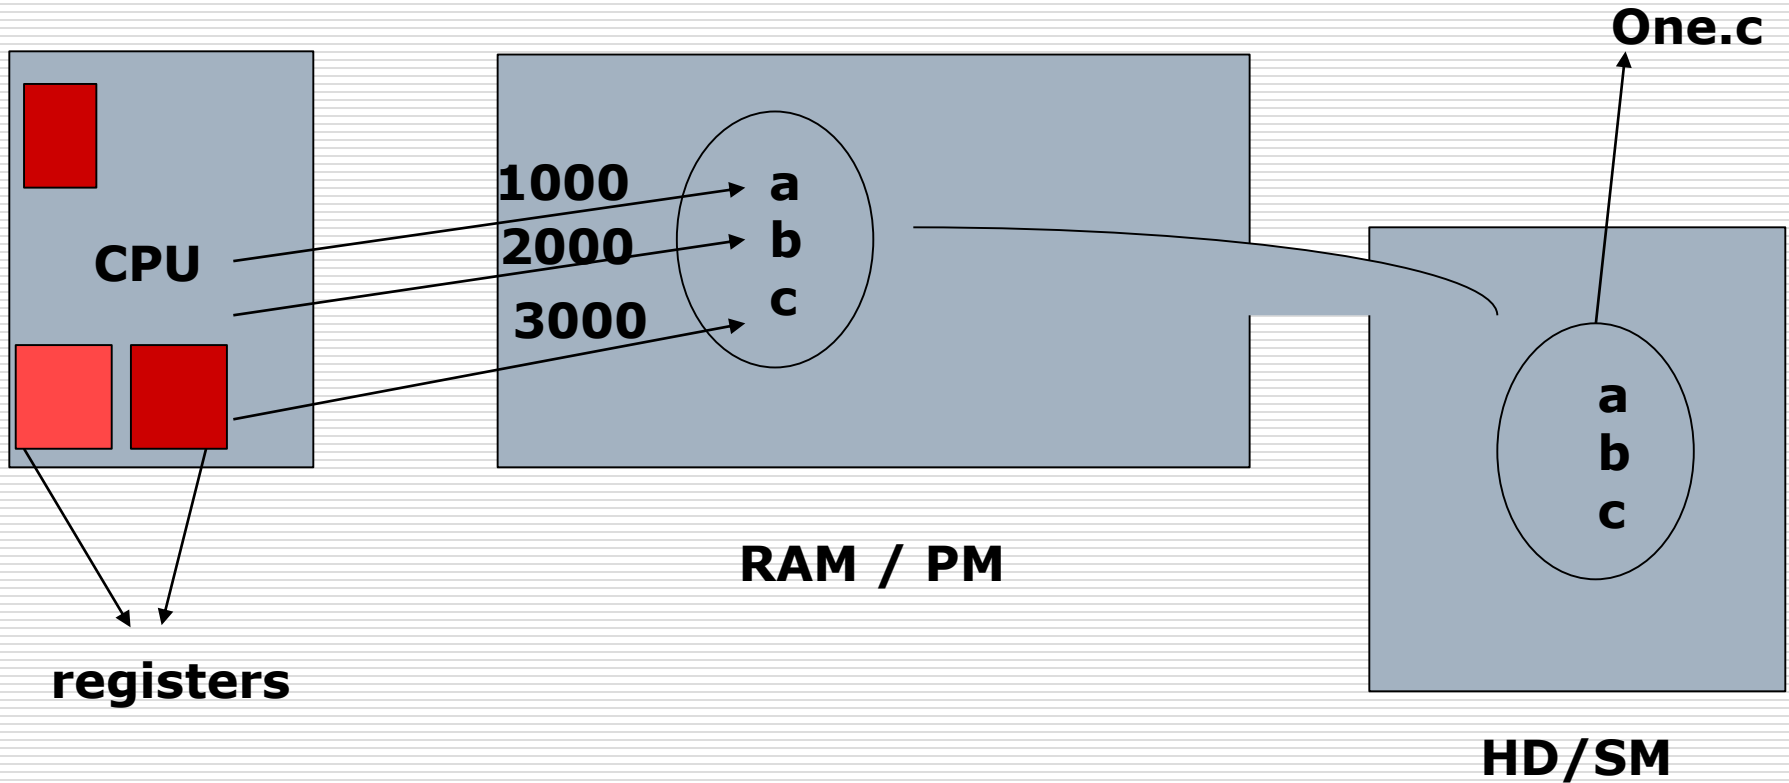 One.c
1000
2000
3000
a
b
c
CPU
a
b
c
RAM / PM
registers
HD/SM